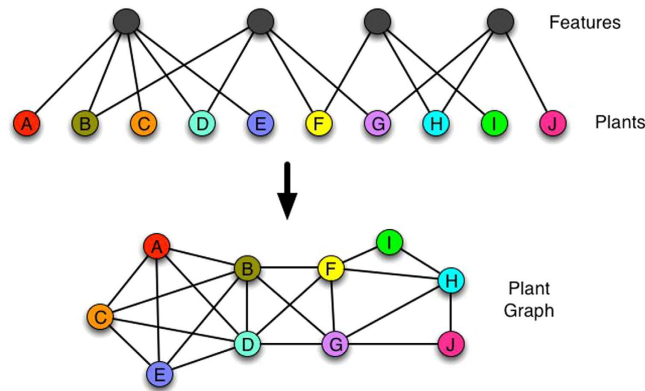 Features
A B C D E F G H I J Plants
A
I
B F
H
Plant
Graph
C
D G J
E